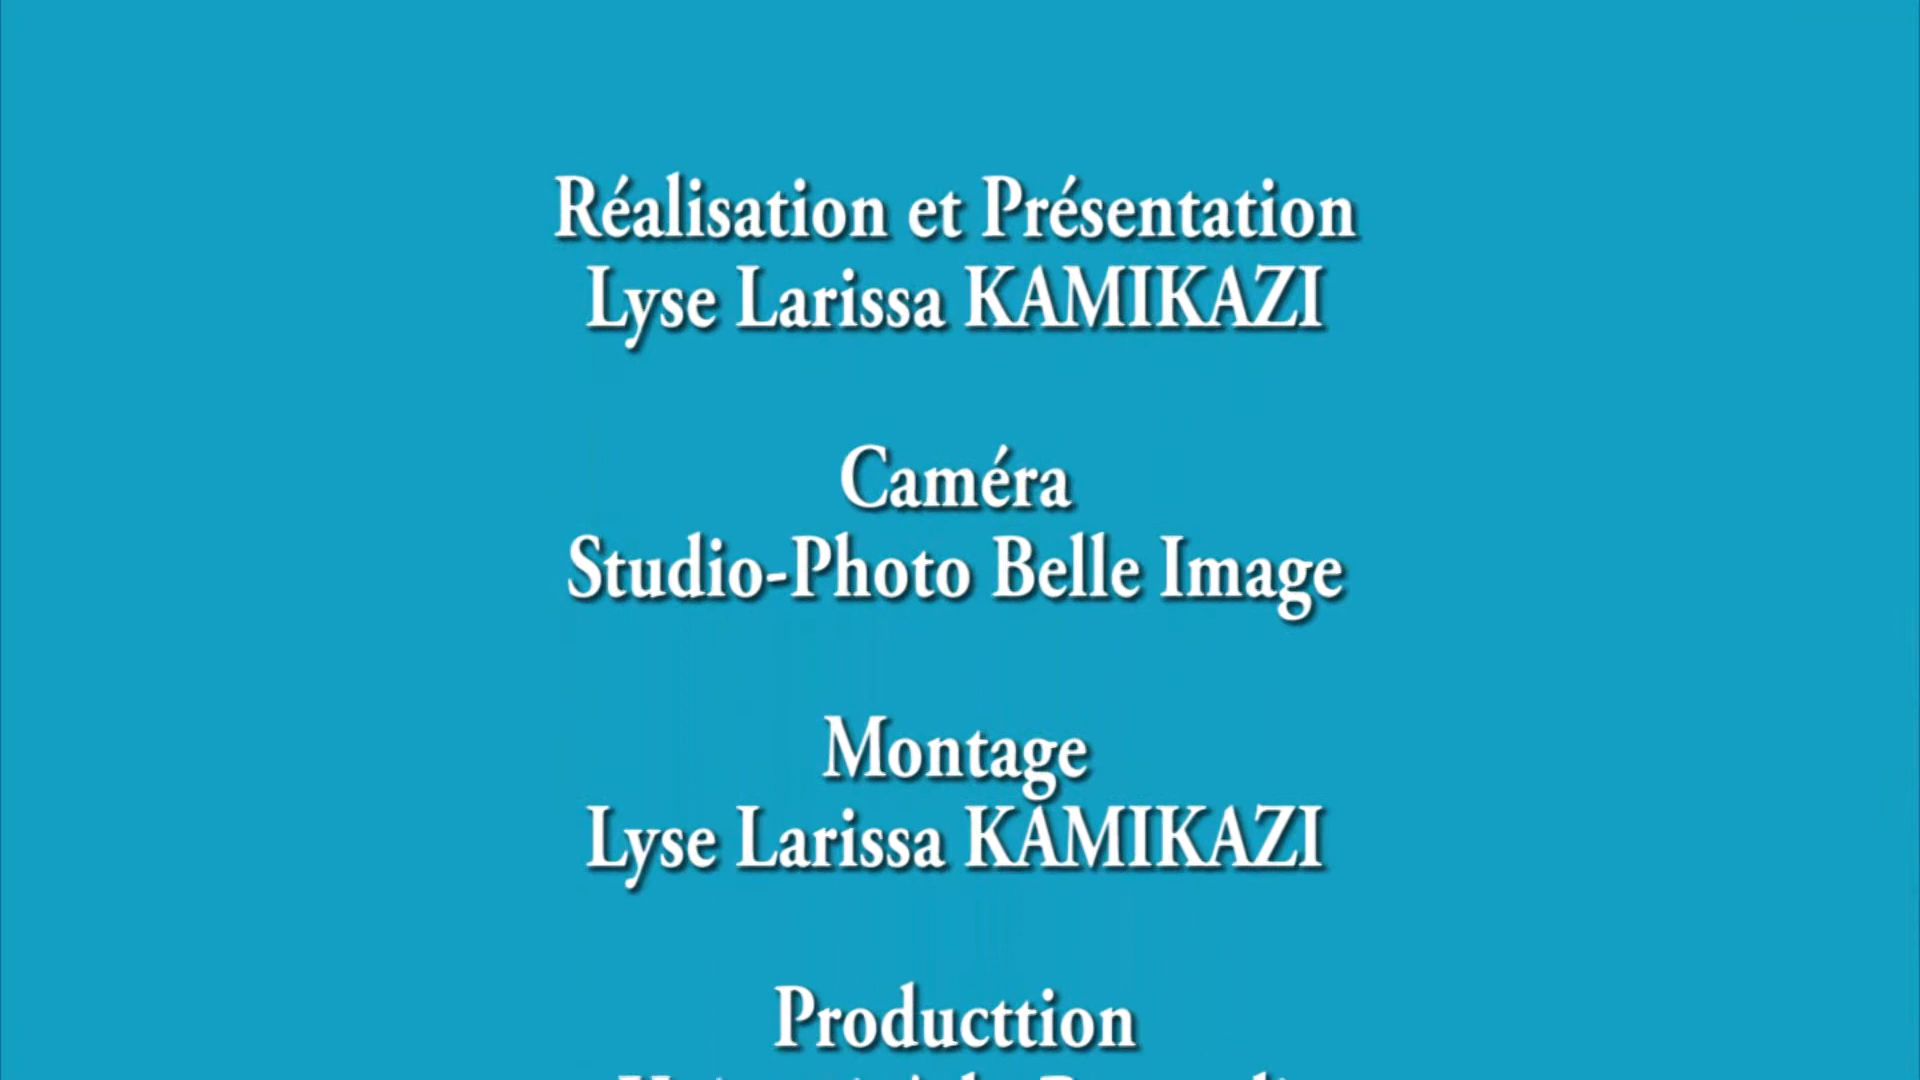 Réalisation et Présentation
Lyse Larissa KAMIKAZI
Caméra
Studio-Photo Belle Image
Montage
Lyse Larissa KAMIKAZI
Producttion